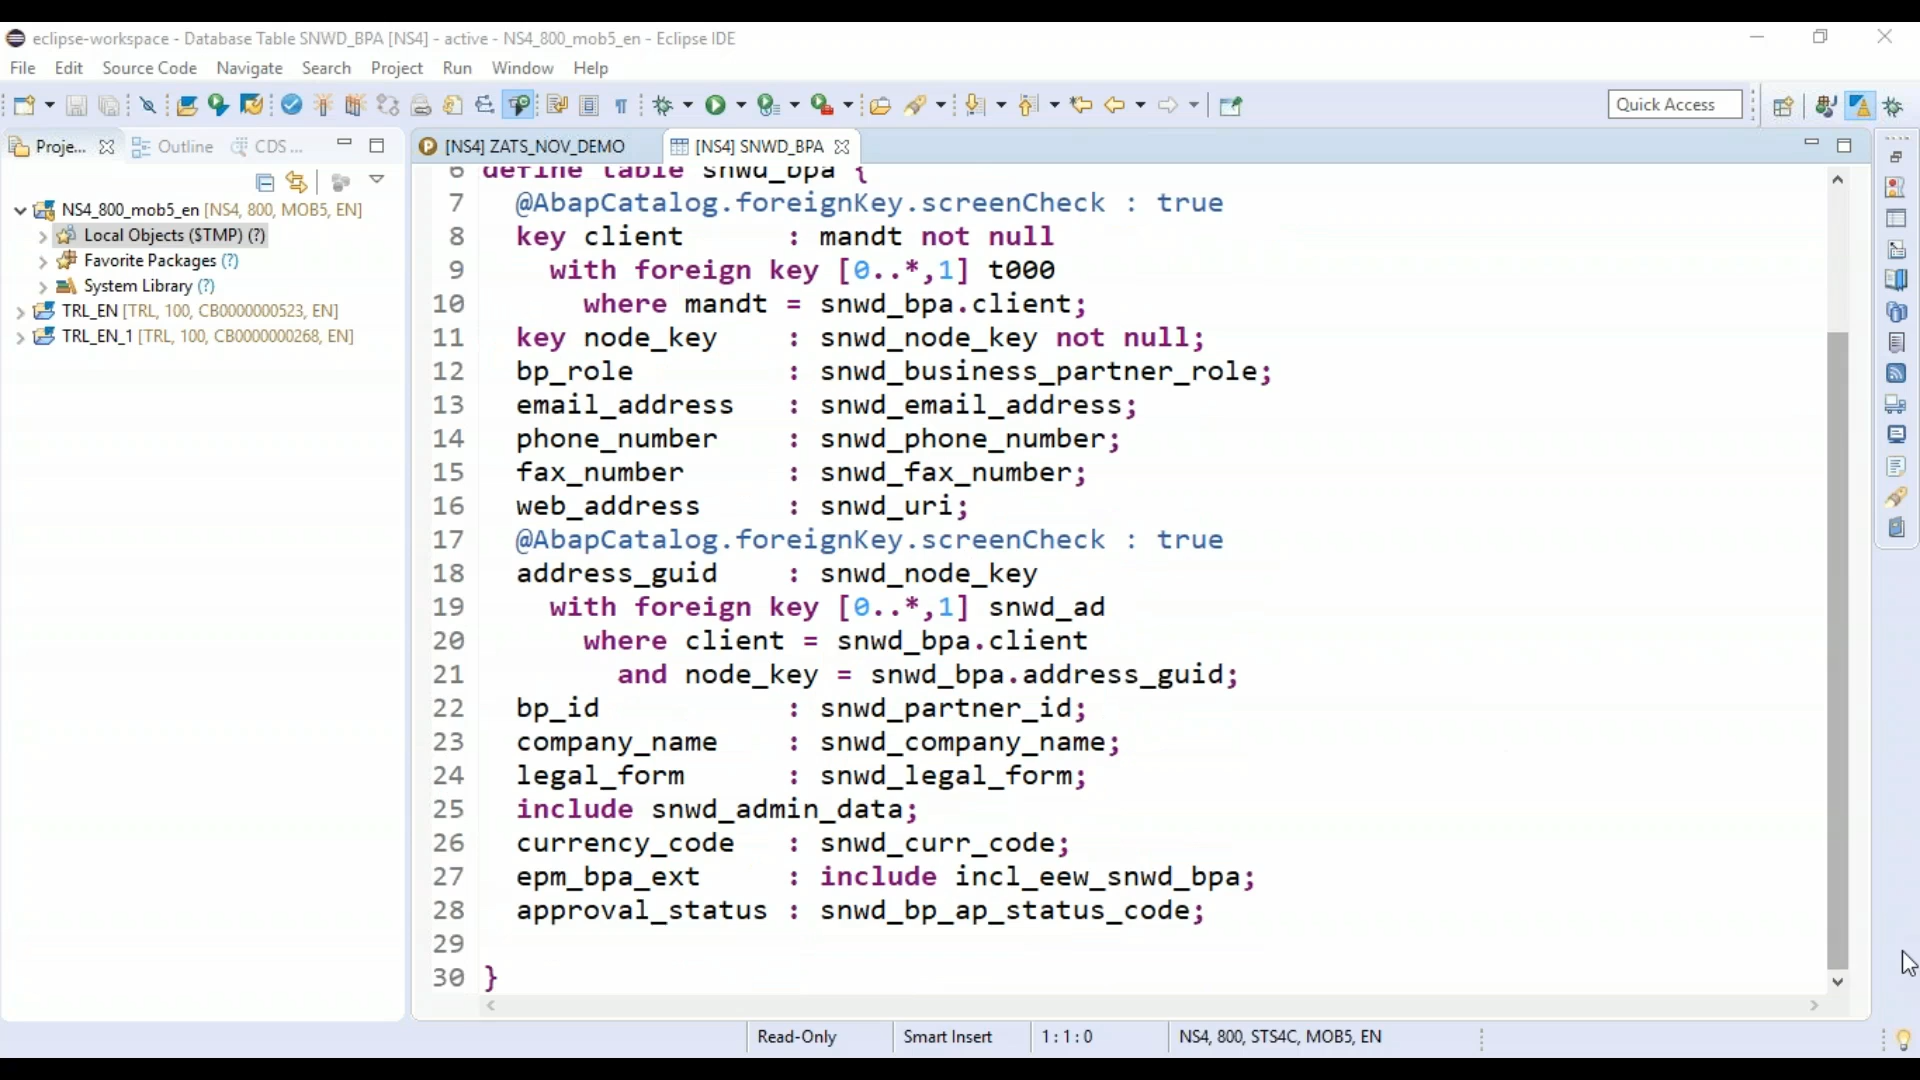 eclipse-workspace - Database Table SNWD_BPA [NS4] - active - NS4_800_mob5_en - Eclipse IDE
File Edit Source Code Navigate Search Project Run Window Help
Quick Access
Proje... Outline CDS ...
[NS4] ZATS_NOV_DEMO [NS4] SNWD_BPA
NS4_800_mob5_en [NS4, 800, MOB5, EN]
Local Objects ($TMP) (?)
Favorite Packages (?)
System Library (?)
TRL_EN [TRL, 100, CB0000000523, EN]
TRL_EN_1 [TRL, 100, CB0000000268, EN]
6 define table snwd_bpa {
7 @AbapCatalog.foreignKey.screenCheck : true
8 key client : mandt not null
9 with foreign key [0..*,1] t000
10 where mandt = snwd_bpa.client;
11 key node_key : snwd_node_key not null;
12 bp_role : snwd_business_partner_role;
13 email_address : snwd_email_address;
14 phone_number : snwd_phone_number;
15 fax_number : snwd_fax_number;
16 web_address : snwd_uri;
17 @AbapCatalog.foreignKey.screenCheck : true
18 address_guid : snwd_node_key
19 with foreign key [0..*,1] snwd_ad
20 where client = snwd_bpa.client
21 and node_key = snwd_bpa.address_guid;
22 bp_id : snwd_partner_id;
23 company_name : snwd_company_name;
24 legal_form : snwd_legal_form;
25 include snwd_admin_data;
26 currency_code : snwd_curr_code;
27 epm_bpa_ext : include incl_eew_snwd_bpa;
28 approval_status : snwd_bp_ap_status_code;
29
30 }
Read-Only Smart Insert 1 : 1 : 0 NS4, 800, STS4C, MOB5, EN